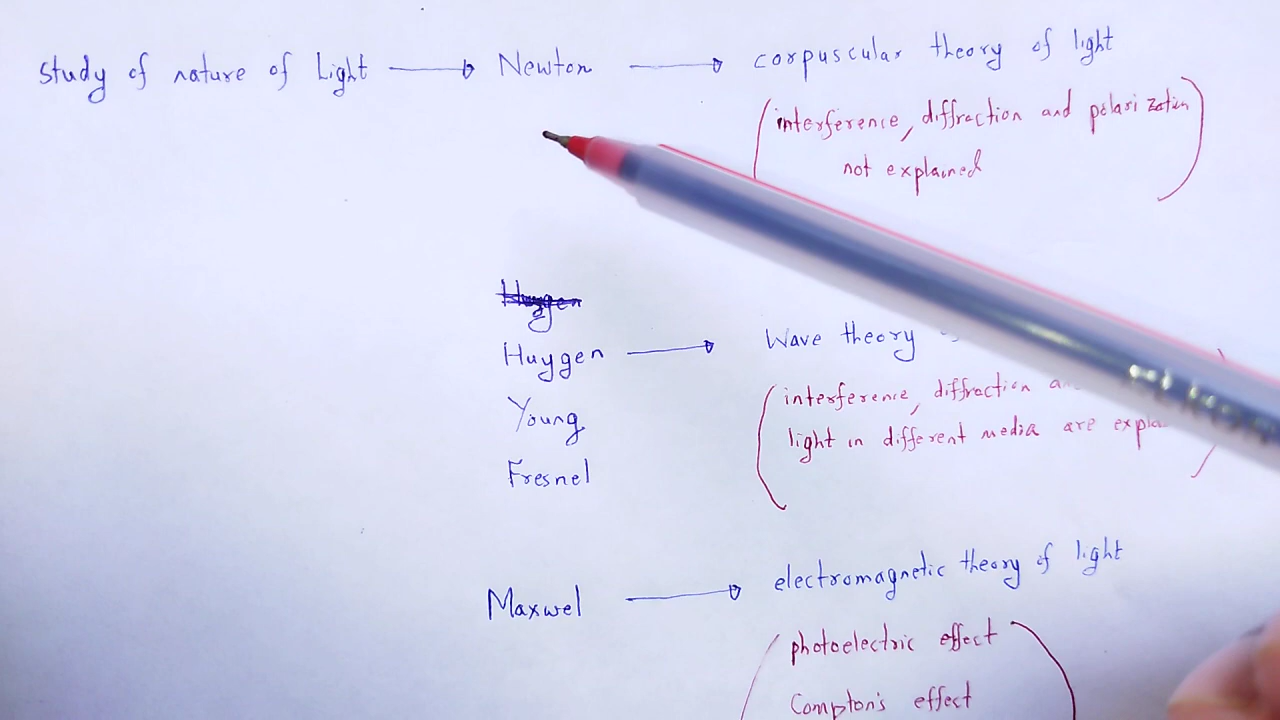 Study of nature of Light → Newton → corpuscular theory of light
(interference, diffraction and polarization
not explained)
Huygen
Huygen → Wave theory
(interference, diffraction
Young
light in different media are
Fresnel
Maxwel → electromagnetic theory of light
(photoelectric effect
Compton's effect